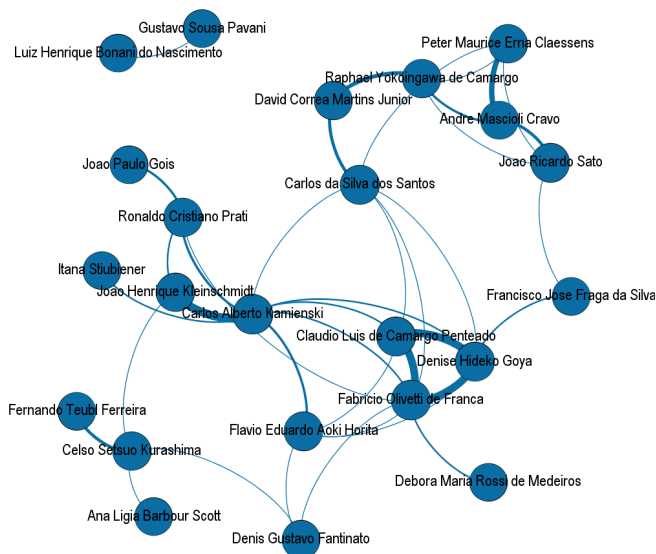 Gustavo Sousa Pavani
Luiz Henrique Bonani do Nascimento
Peter Maurice Erna Claessens
Raphael Yokoingawa de Camargo
David Correa Martins Junior
Andre Mascioli Cravo
Joao Paulo Gois
Joao Ricardo Sato
Carlos da Silva dos Santos
Ronaldo Cristiano Prati
Itana Stiubiener
Joao Henrique Kleinschmidt
Francisco Jose Fraga da Silva
Carlos Alberto Kamienski
Claudio Luis de Camargo Penteado
Denise Hideko Goya
Fabricio Olivetti de Franca
Fernando Teubl Ferreira
Flavio Eduardo Aoki Horita
Celso Setsuo Kurashima
Debora Maria Rossi de Medeiros
Ana Ligia Barbour Scott
Denis Gustavo Fantinato